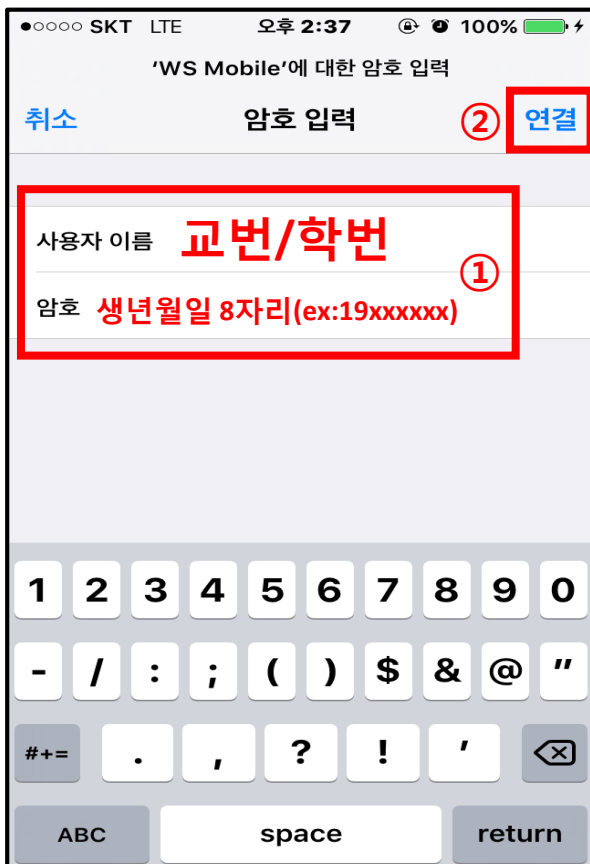 ●○○○○ SKT LTE 오후 2:37 100%
'WS Mobile'에 대한 암호 입력
취소 암호 입력 ② 연결
사용자 이름 교번/학번
①
암호 생년월일 8자리(ex:19xxxxxx)
1 2 3 4 5 6 7 8 9 0
- / : ; ( ) $ & @ "
#+= . , ? ! '
ABC space return